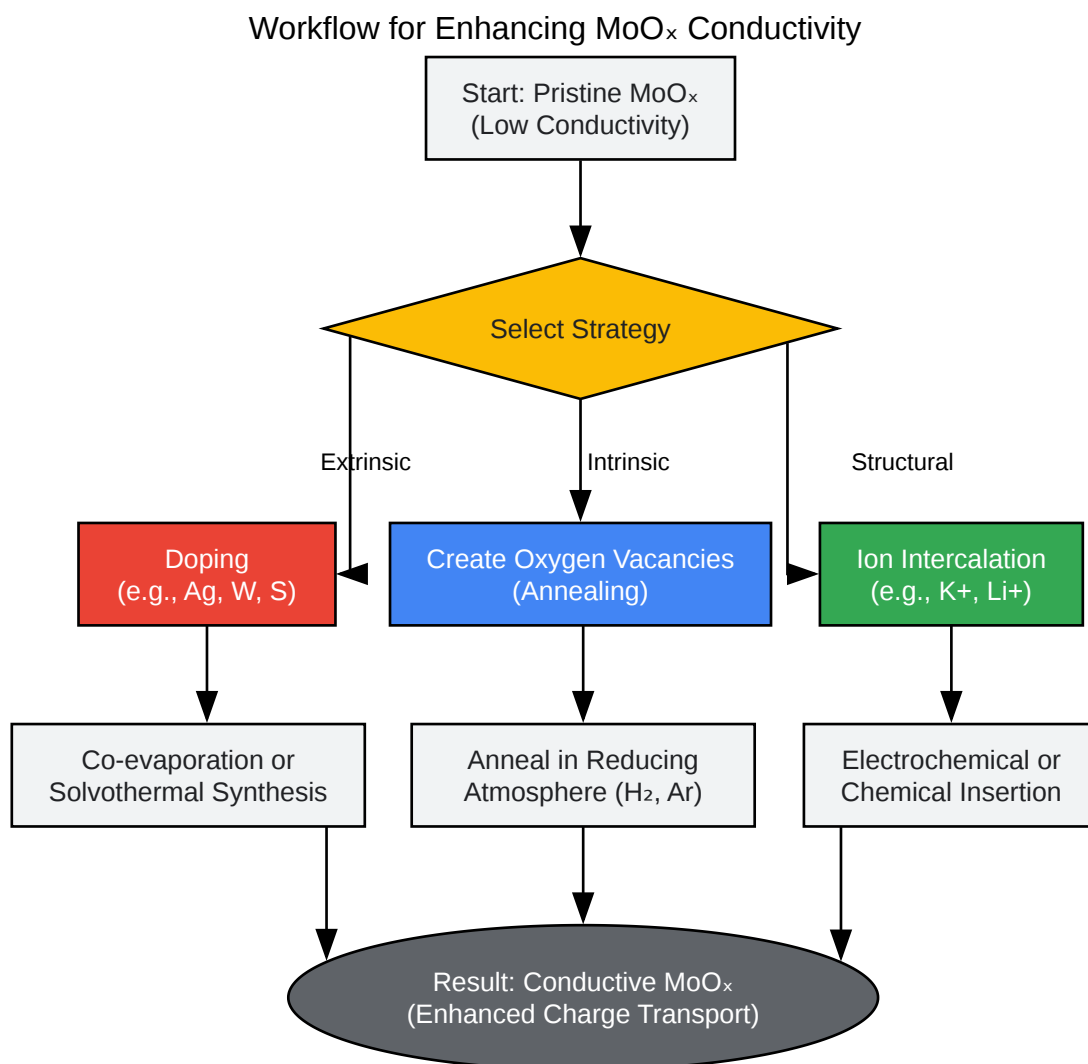 Workflow for Enhancing MoOₓ Conductivity
Start: Pristine MoOₓ
(Low Conductivity)
Select Strategy
Extrinsic
Intrinsic
Structural
Doping
(e.g., Ag, W, S)
Create Oxygen Vacancies
(Annealing)
Ion Intercalation
(e.g., K+, Li+)
Co-evaporation or
Solvothermal Synthesis
Anneal in Reducing
Atmosphere (H₂, Ar)
Electrochemical or
Chemical Insertion
Result: Conductive MoOₓ
(Enhanced Charge Transport)